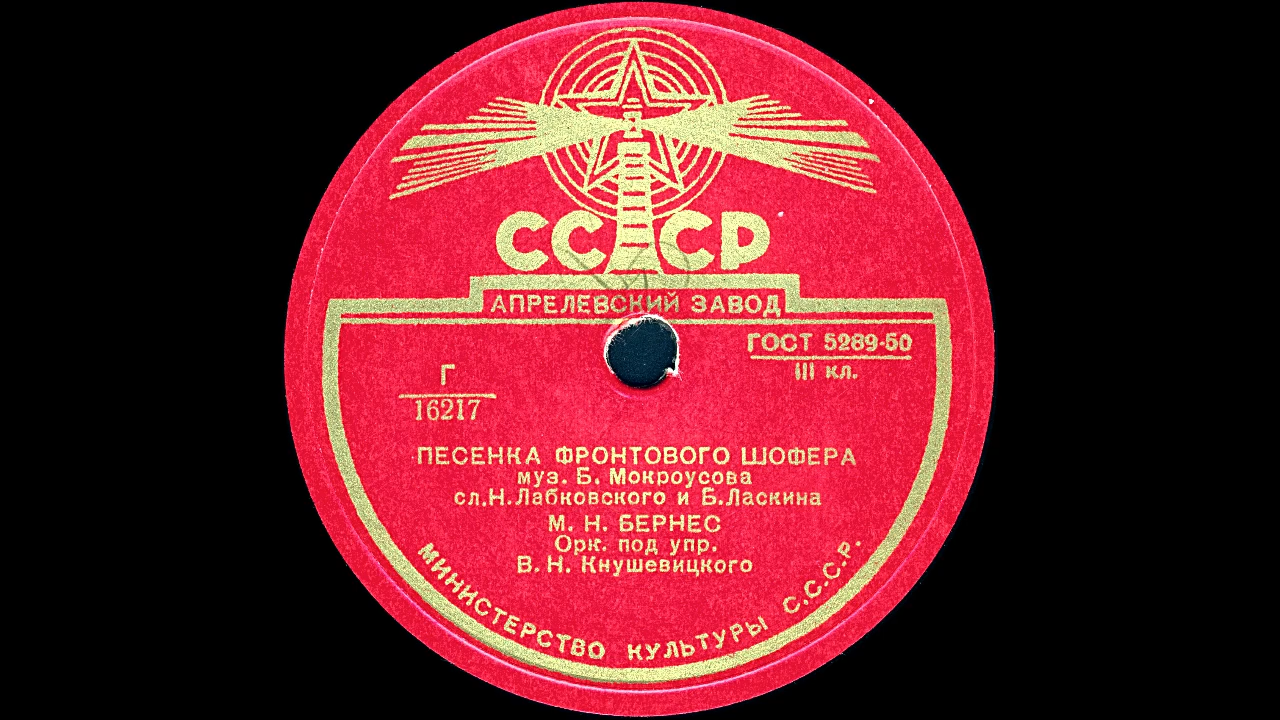 СССР
АПРЕЛЕВСКИЙ ЗАВОД
ГОСТ 5289-50
III кл.
Г
16217
ПЕСЕНКА ФРОНТОВОГО ШОФЕРА
муз. Б. Мокроусова
сл. Н. Лабковского и Б. Ласкина
М. Н. БЕРНЕС
Орк. под упр.
В. Н. Кнушевицкого
МИНИСТЕРСТВО КУЛЬТУРЫ С.С.С.Р.